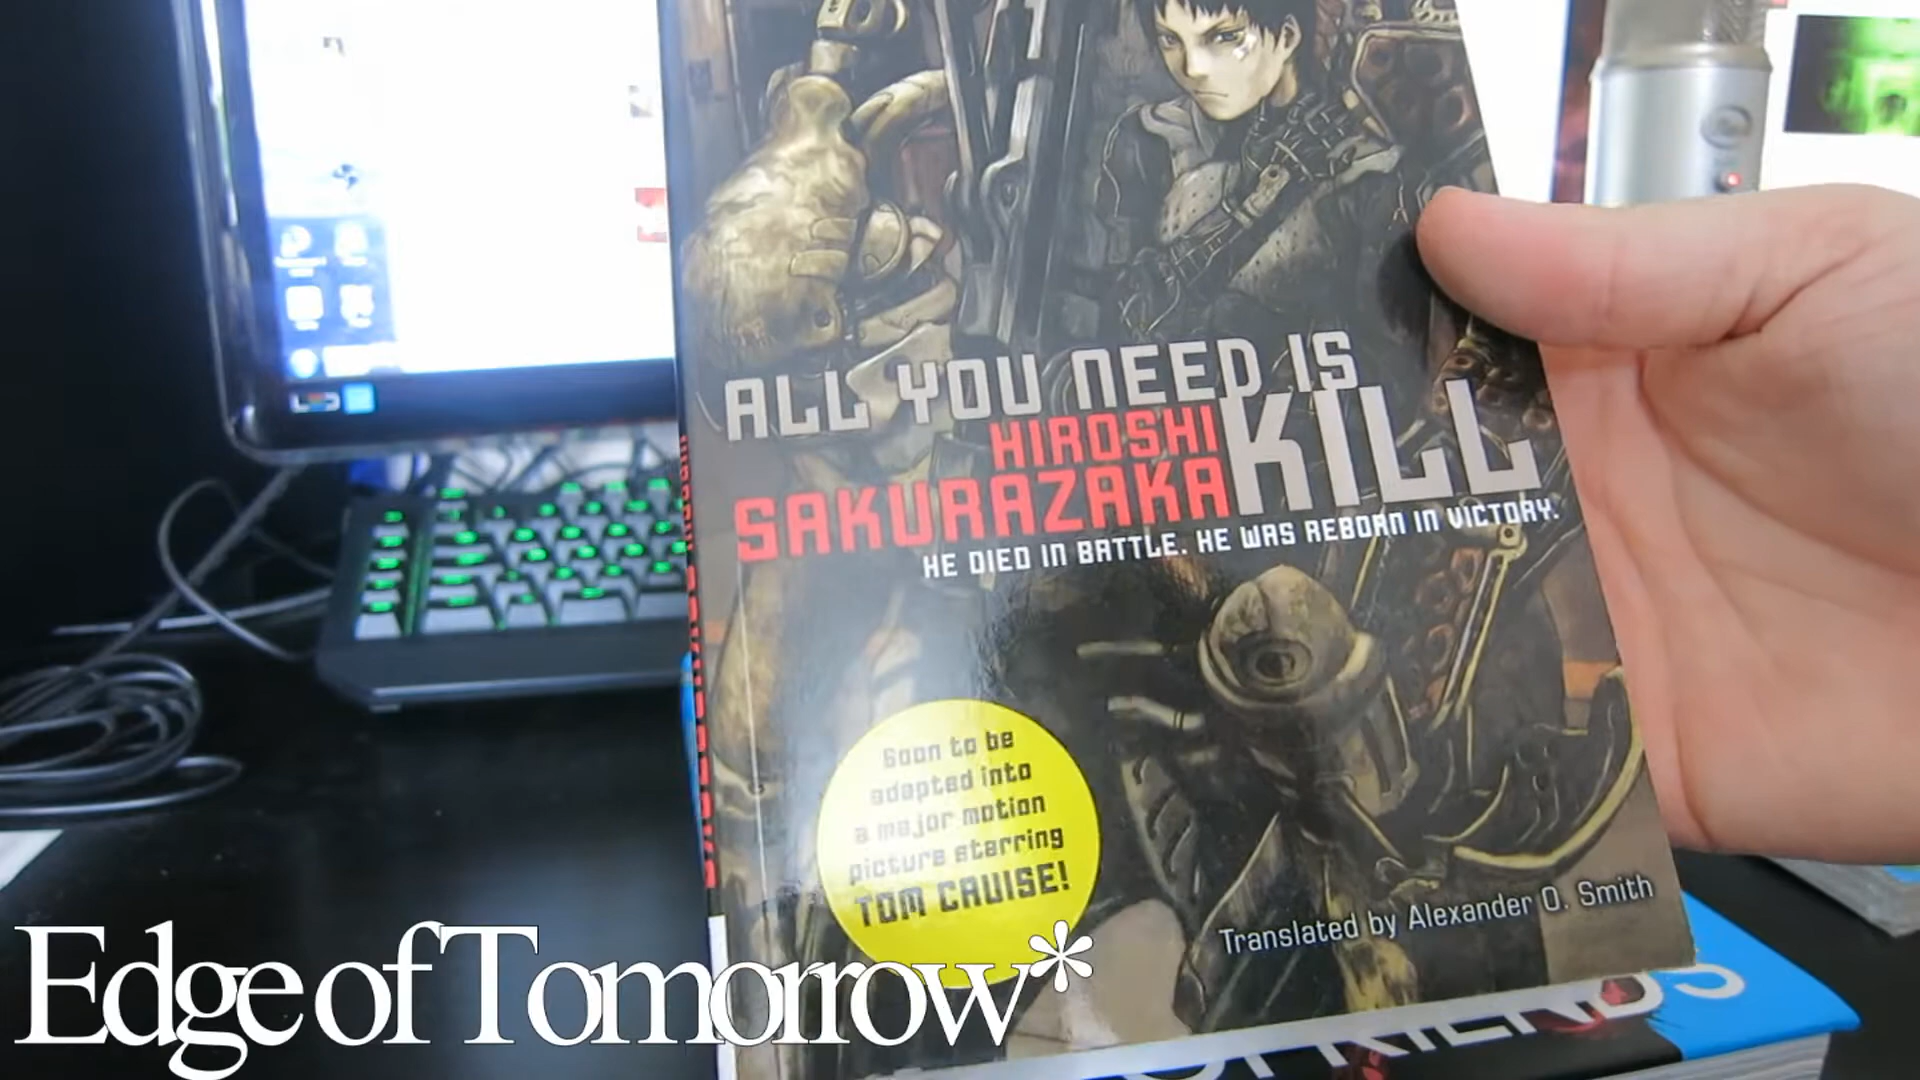 ALL YOU NEED IS
KILL
HIROSHI
SAKURAZAKA
HE DIED IN BATTLE. HE WAS REBORN IN VICTORY.
Soon to be
adapted into
a major motion
picture starring
TOM CRUISE!
Translated by Alexander O. Smith
Edge of Tomorrow*
FRIENDS